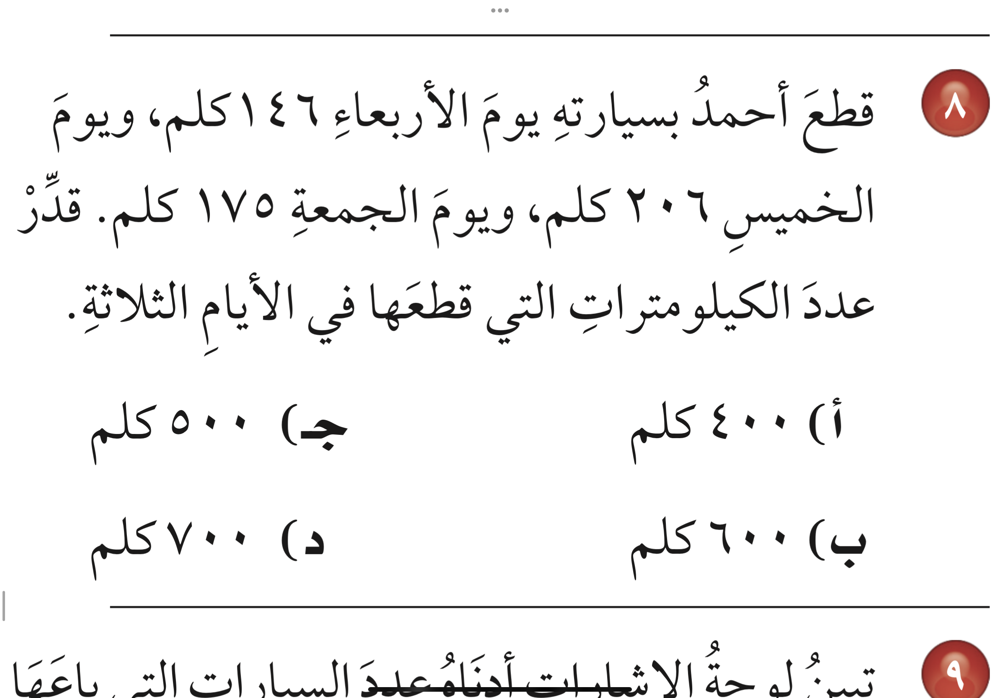 ٨ قطعَ أحمدُ بسيارتهِ يومَ الأربعاءِ ١٤٦ كلم، ويومَ
الخميسِ ٢٠٦ كلم، ويومَ الجمعةِ ١٧٥ كلم. قدِّرْ
عددَ الكيلومتراتِ التي قطعَها في الأيامِ الثلاثةِ.
أ) ٤٠٠ كلم جـ) ٥٠٠ كلم
ب) ٦٠٠ كلم د) ٧٠٠ كلم
٩ تبينُ لوحةُ الإشارات أدنَاهُ عددَ السيارات التي باعَهَا